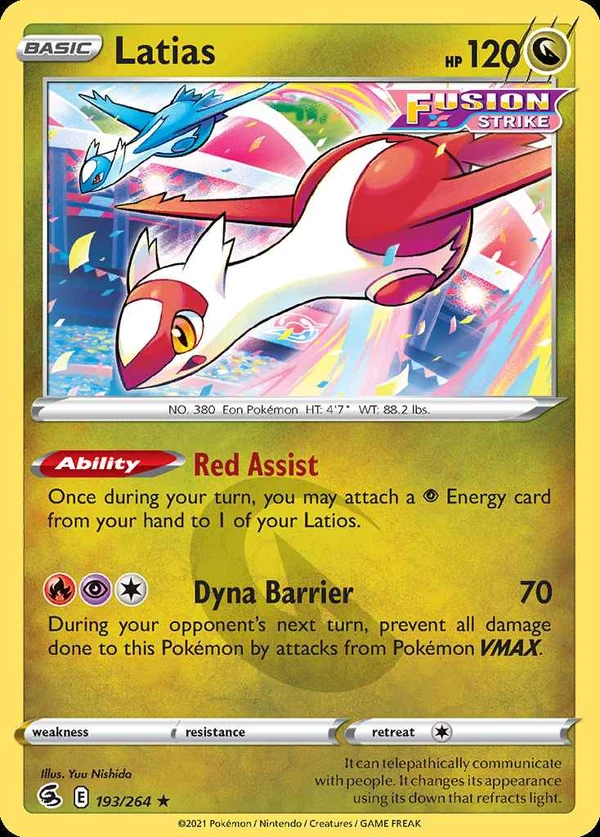 BASIC Latias HP 120
FUSION
STRIKE
NO. 380 Eon Pokémon HT: 4'7" WT: 88.2 lbs.
Ability Red Assist
Once during your turn, you may attach a Energy card
from your hand to 1 of your Latios.
Dyna Barrier 70
During your opponent's next turn, prevent all damage
done to this Pokémon by attacks from Pokémon VMAX.
weakness resistance retreat
Illus. Yuu Nishida
E 193/264 ★
It can telepathically communicate
with people. It changes its appearance
using its down that refracts light.
©2021 Pokémon / Nintendo / Creatures / GAME FREAK